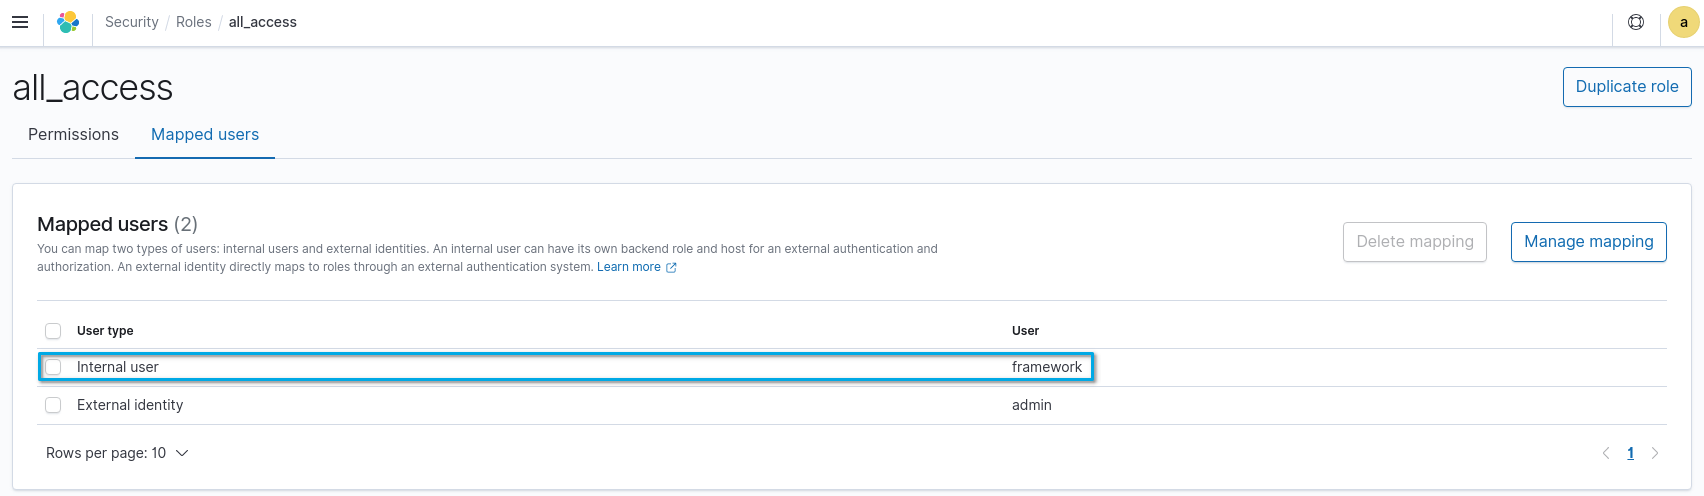 Security / Roles / all_access
a
all_access
Duplicate role
Permissions
Mapped users
Mapped users (2)
You can map two types of users: internal users and external identities. An internal user can have its own backend role and host for an external authentication and
authorization. An external identity directly maps to roles through an external authentication system. Learn more
Delete mapping
Manage mapping
User type User
Internal user framework
External identity admin
Rows per page: 10
1